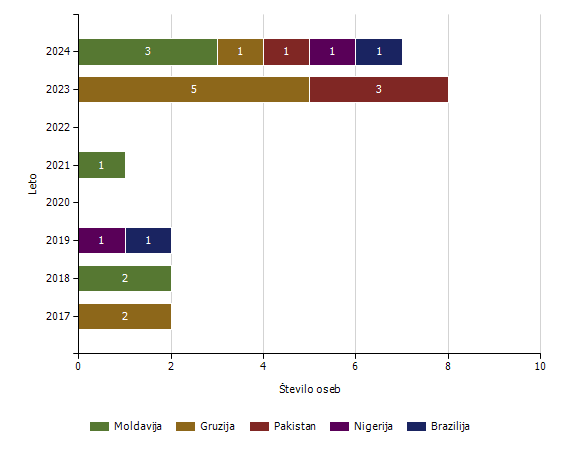 2024 3 1 1 1 1
2023 5 3
2022
2021 1
2020
2019 1 1
2018 2
2017 2
Leto
0 2 4 6 8 10
Število oseb
Moldavija Gruzija Pakistan Nigerija Brazilija